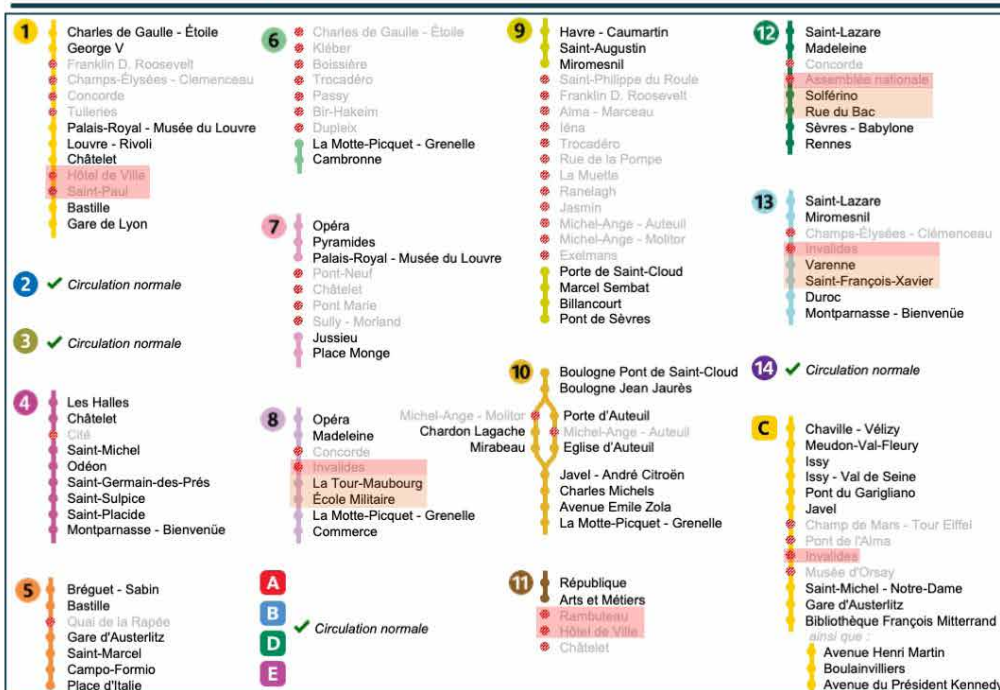 1
Charles de Gaulle - Étoile
George V
Franklin D. Roosevelt
Champs-Élysées - Clemenceau
Concorde
Tuileries
Palais-Royal - Musée du Louvre
Louvre - Rivoli
Châtelet
Hôtel de Ville
Saint-Paul
Bastille
Gare de Lyon
2
Circulation normale
3
Circulation normale
4
Les Halles
Châtelet
Cité
Saint-Michel
Odéon
Saint-Germain-des-Prés
Saint-Sulpice
Saint-Placide
Montparnasse - Bienvenüe
5
Bréguet - Sabin
Bastille
Quai de la Rapée
Gare d'Austerlitz
Saint-Marcel
Campo-Formio
Place d'Italie
6
Charles de Gaulle - Étoile
Kléber
Boissière
Trocadéro
Passy
Bir-Hakeim
Dupleix
La Motte-Picquet - Grenelle
Cambronne
7
Opéra
Pyramides
Palais-Royal - Musée du Louvre
Pont-Neuf
Châtelet
Pont Marie
Sully - Morland
Jussieu
Place Monge
8
Opéra
Madeleine
Concorde
Invalides
La Tour-Maubourg
École Militaire
La Motte-Picquet - Grenelle
Commerce
A
B
D
E
Circulation normale
9
Havre - Caumartin
Saint-Augustin
Miromesnil
Saint-Philippe du Roule
Franklin D. Roosevelt
Alma - Marceau
Iéna
Trocadéro
Rue de la Pompe
La Muette
Ranelagh
Jasmin
Michel-Ange - Auteuil
Michel-Ange - Molitor
Exelmans
Porte de Saint-Cloud
Marcel Sembat
Billancourt
Pont de Sèvres
10
Boulogne Pont de Saint-Cloud
Boulogne Jean Jaurès
Michel-Ange - Molitor
Porte d'Auteuil
Chardon Lagache
Michel-Ange - Auteuil
Mirabeau
Eglise d'Auteuil
Javel - André Citroën
Charles Michels
Avenue Emile Zola
La Motte-Picquet - Grenelle
11
République
Arts et Métiers
Rambuteau
Hôtel de Ville
Châtelet
12
Saint-Lazare
Madeleine
Concorde
Assemblée nationale
Solférino
Rue du Bac
Sèvres - Babylone
Rennes
13
Saint-Lazare
Miromesnil
Champs-Élysées - Clémenceau
Invalides
Varenne
Saint-François-Xavier
Duroc
Montparnasse - Bienvenüe
14
Circulation normale
C
Chaville - Vélizy
Meudon-Val-Fleury
Issy
Issy - Val de Seine
Pont du Garigliano
Javel
Champ de Mars - Tour Eiffel
Pont de l'Alma
Invalides
Musée d'Orsay
Saint-Michel - Notre-Dame
Gare d'Austerlitz
Bibliothèque François Mitterrand
ainsi que :
Avenue Henri Martin
Boulainvilliers
Avenue du Président Kennedy